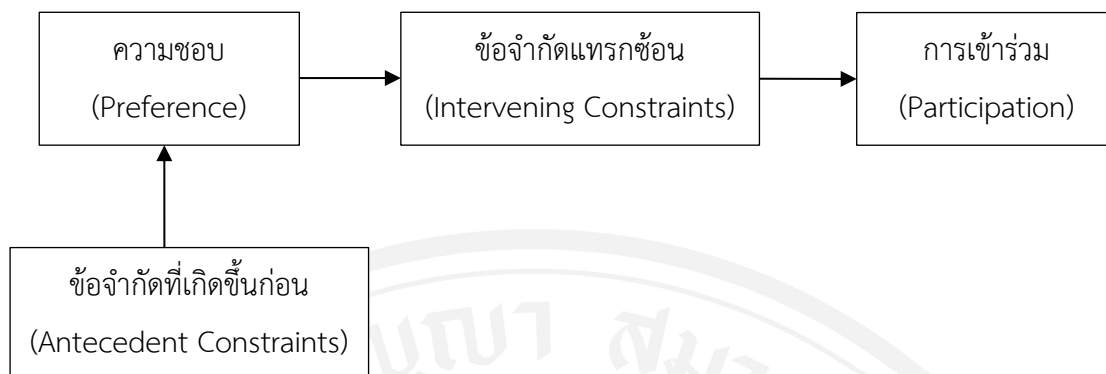 ความชอบ
(Preference)
ข้อจำกัดแทรกซ้อน
(Intervening Constraints)
การเข้าร่วม
(Participation)
ข้อจำกัดที่เกิดขึ้นก่อน
(Antecedent Constraints)